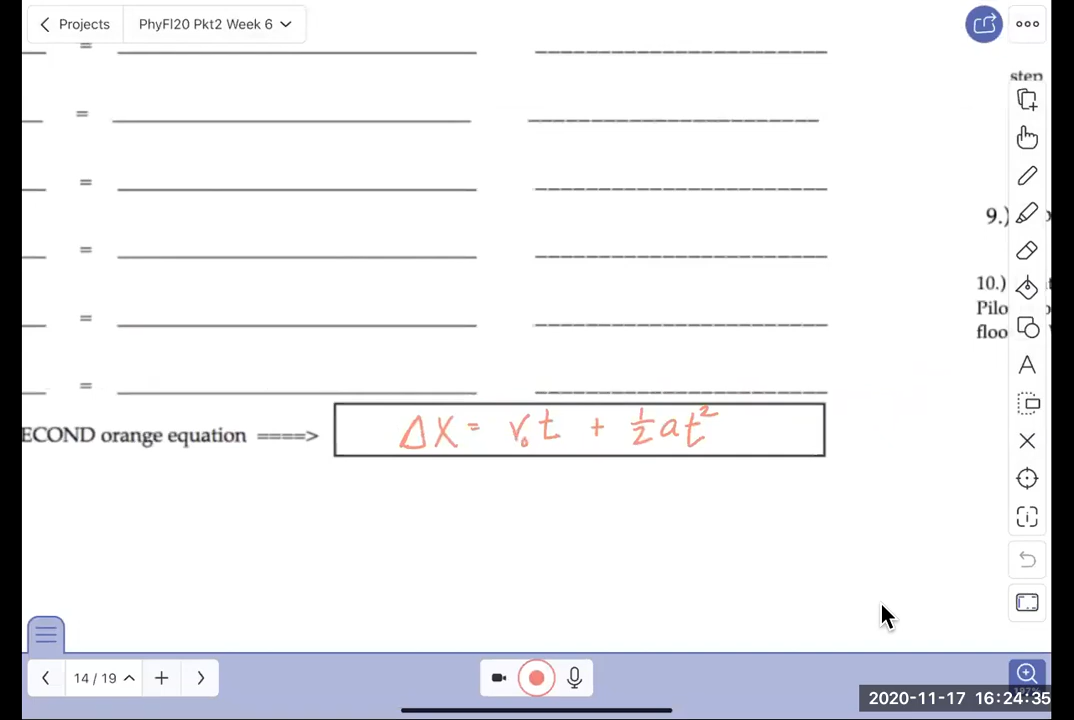 Projects
PhyFl20 Pkt2 Week 6
step
=
=
=
=
=
=
9.)
10.)
Pilo
floo
ECOND orange equation ====>
Δx = v₀t + ½at²
14 / 19
2020-11-17 16:24:35